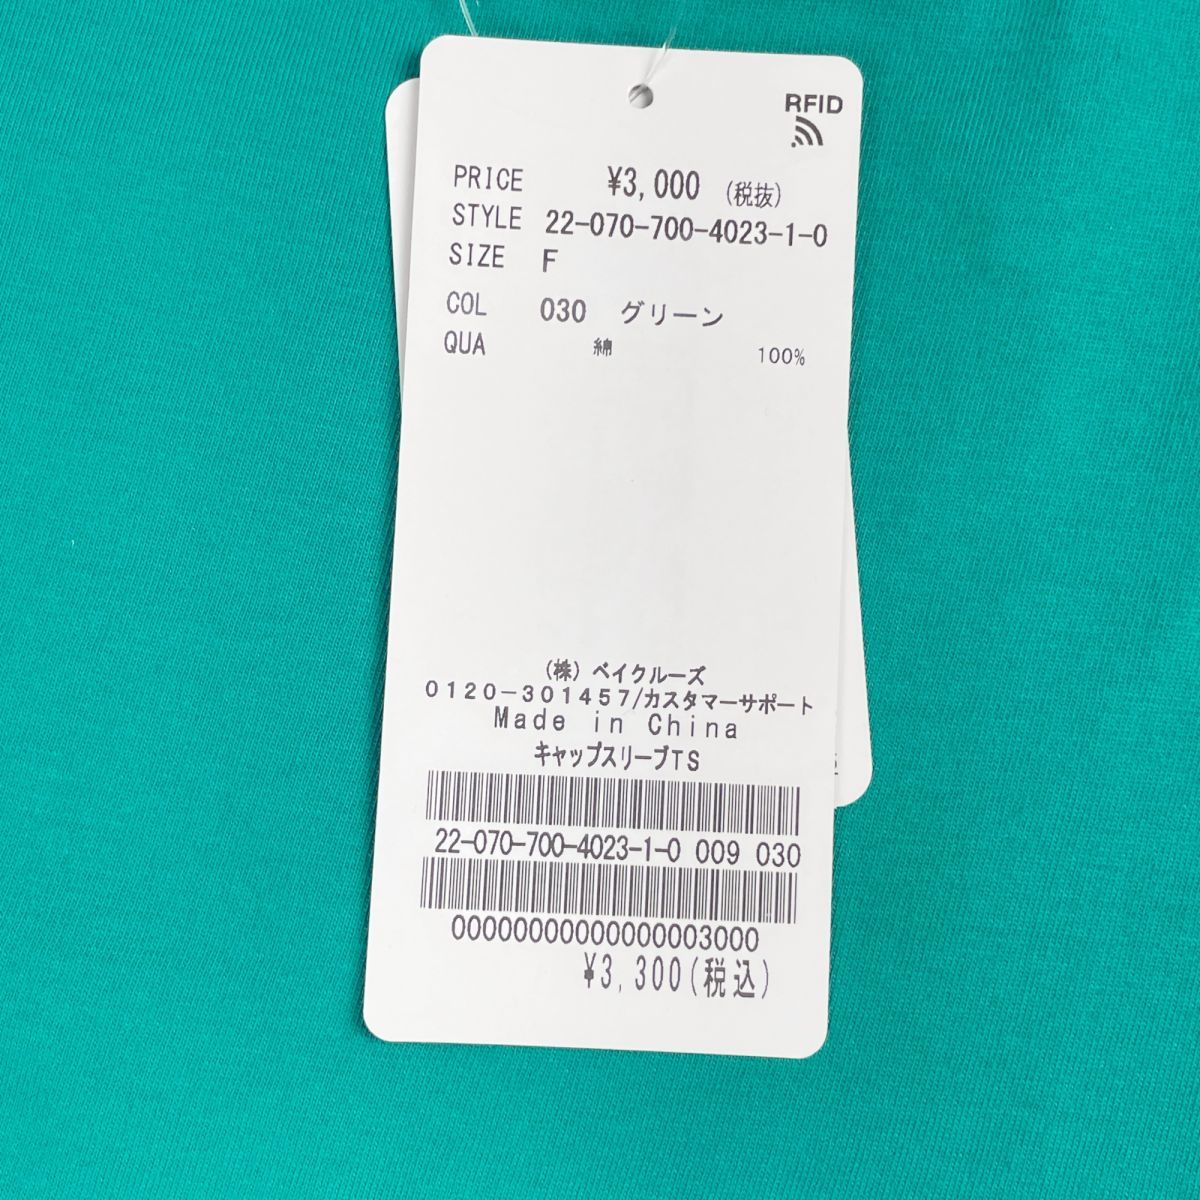 RFID
PRICE ¥3,000 (税抜)
STYLE 22-070-700-4023-1-0
SIZE F
COL 030 グリーン
QUA 綿 100%
(株) ベイクルーズ
0120-301457/カスタマーサポート
Made in China
キャップスリーブTS
22-070-700-4023-1-0 009 030
00000000000000003000
¥3,300(税込)